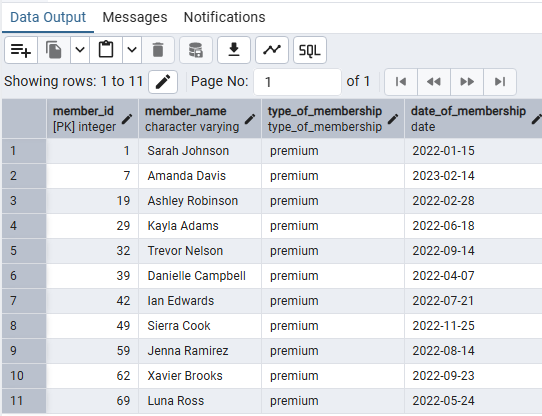 Data Output Messages Notifications
SQL
Showing rows: 1 to 11 Page No: 1 of 1
member_id member_name type_of_membership date_of_membership
[PK] integer character varying type_of_membership date
1 1 Sarah Johnson premium 2022-01-15
2 7 Amanda Davis premium 2023-02-14
3 19 Ashley Robinson premium 2022-02-28
4 29 Kayla Adams premium 2022-06-18
5 32 Trevor Nelson premium 2022-09-14
6 39 Danielle Campbell premium 2022-04-07
7 42 Ian Edwards premium 2022-07-21
8 49 Sierra Cook premium 2022-11-25
9 59 Jenna Ramirez premium 2022-08-14
10 62 Xavier Brooks premium 2022-09-23
11 69 Luna Ross premium 2022-05-24